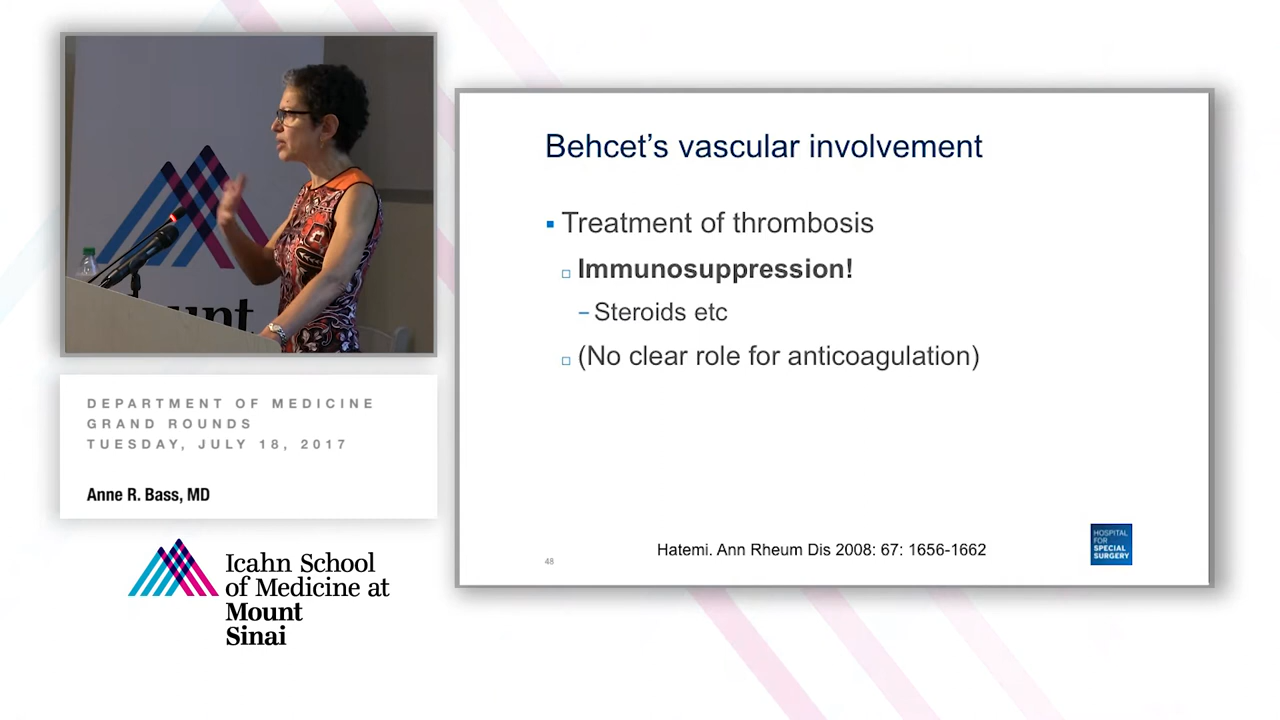 unt
DEPARTMENT OF MEDICINE
GRAND ROUNDS
TUESDAY, JULY 18, 2017
Anne R. Bass, MD
Icahn School
of Medicine at
Mount
Sinai
Behcet's vascular involvement
Treatment of thrombosis
Immunosuppression!
Steroids etc
(No clear role for anticoagulation)
Hatemi. Ann Rheum Dis 2008: 67: 1656-1662
48
HOSPITAL
FOR
SPECIAL
SURGERY